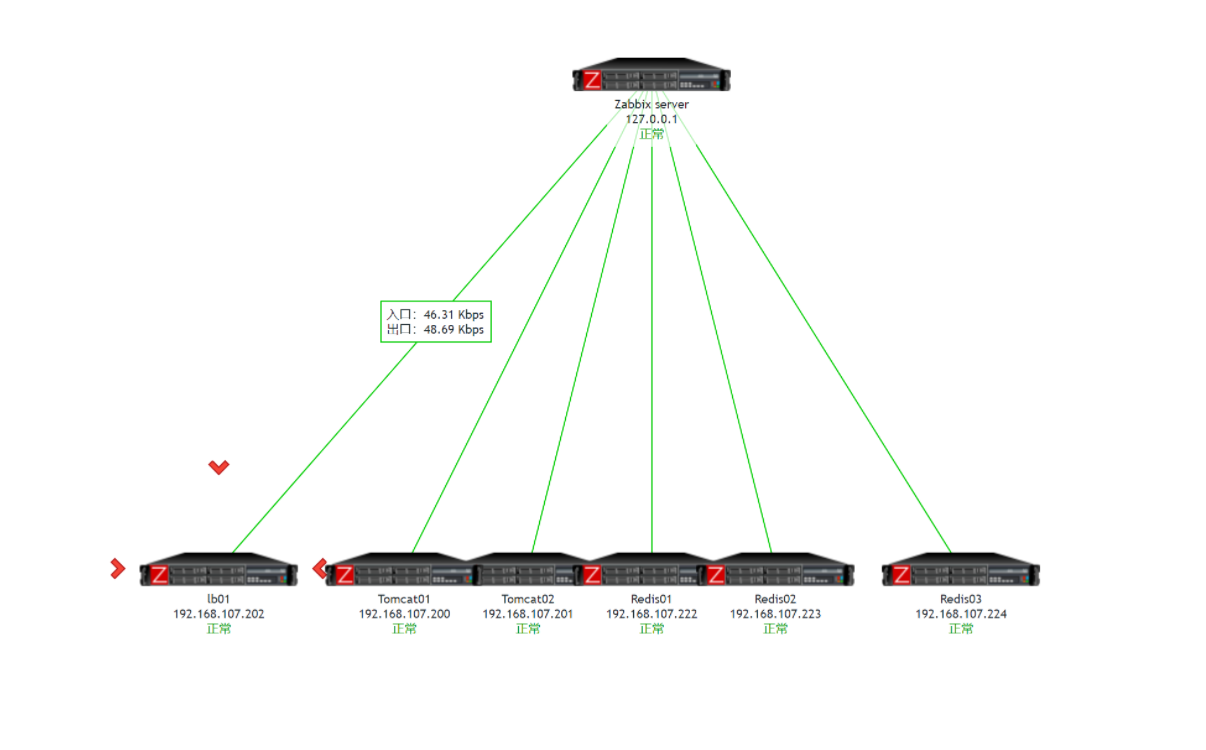 Z
Zabbix server
127.0.0.1
正常
入口: 46.31 Kbps
出口: 48.69 Kbps
Z
lb01
192.168.107.202
正常
Z
Tomcat01
192.168.107.200
正常
Tomcat02
192.168.107.201
正常
Z
Redis01
192.168.107.222
正常
Z
Redis02
192.168.107.223
正常
Z
Redis03
192.168.107.224
正常